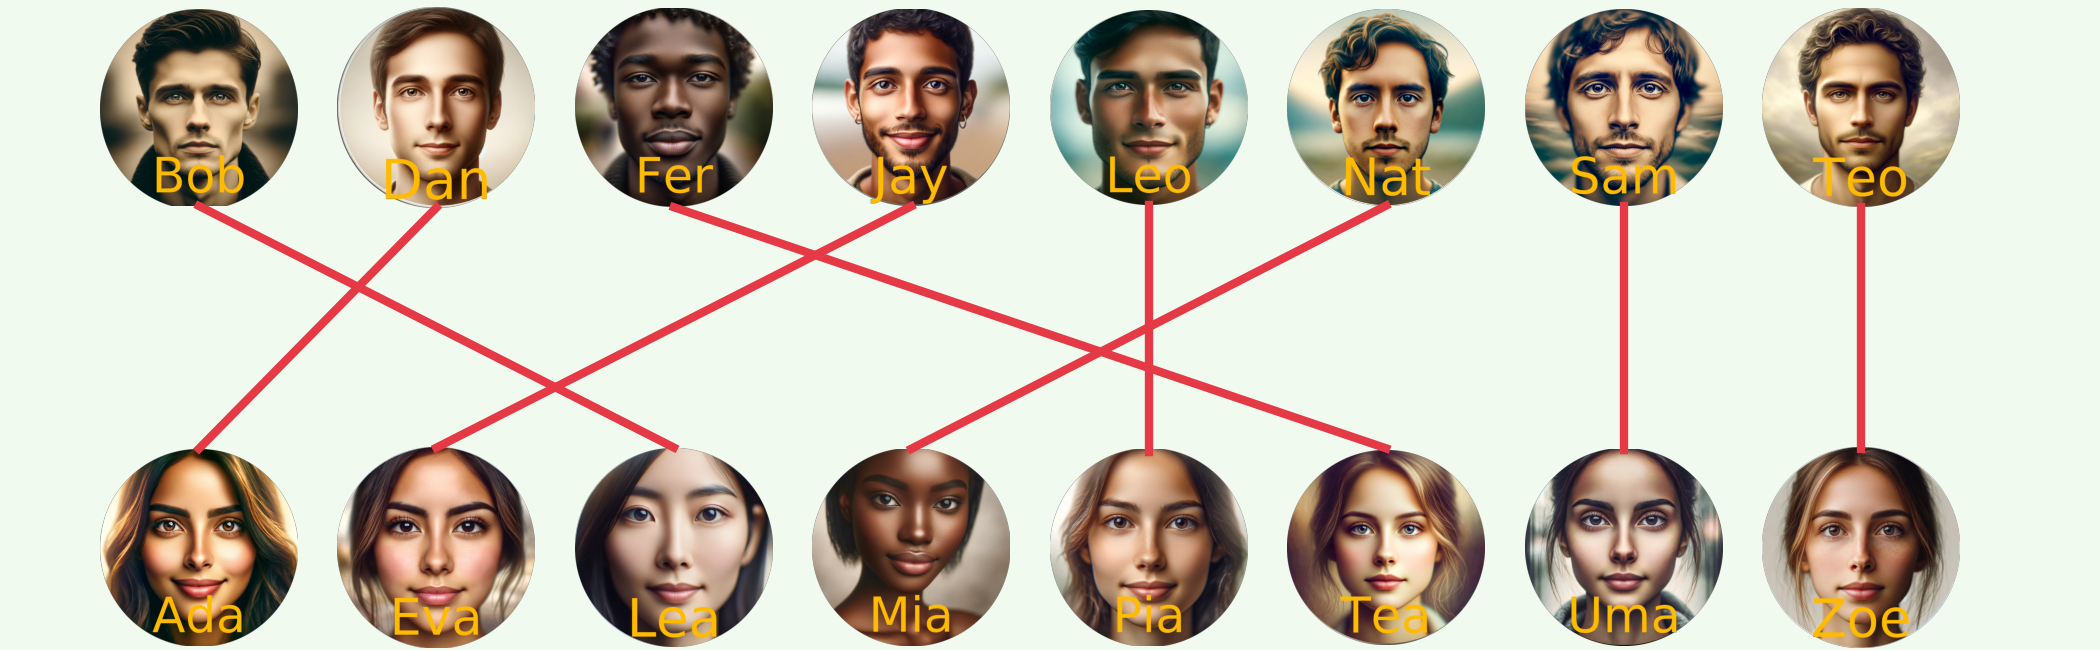 Bob Dan Fer Jay Leo Nat Sam Teo
Ada Eva Lea Mia Pia Tea Uma Zoe